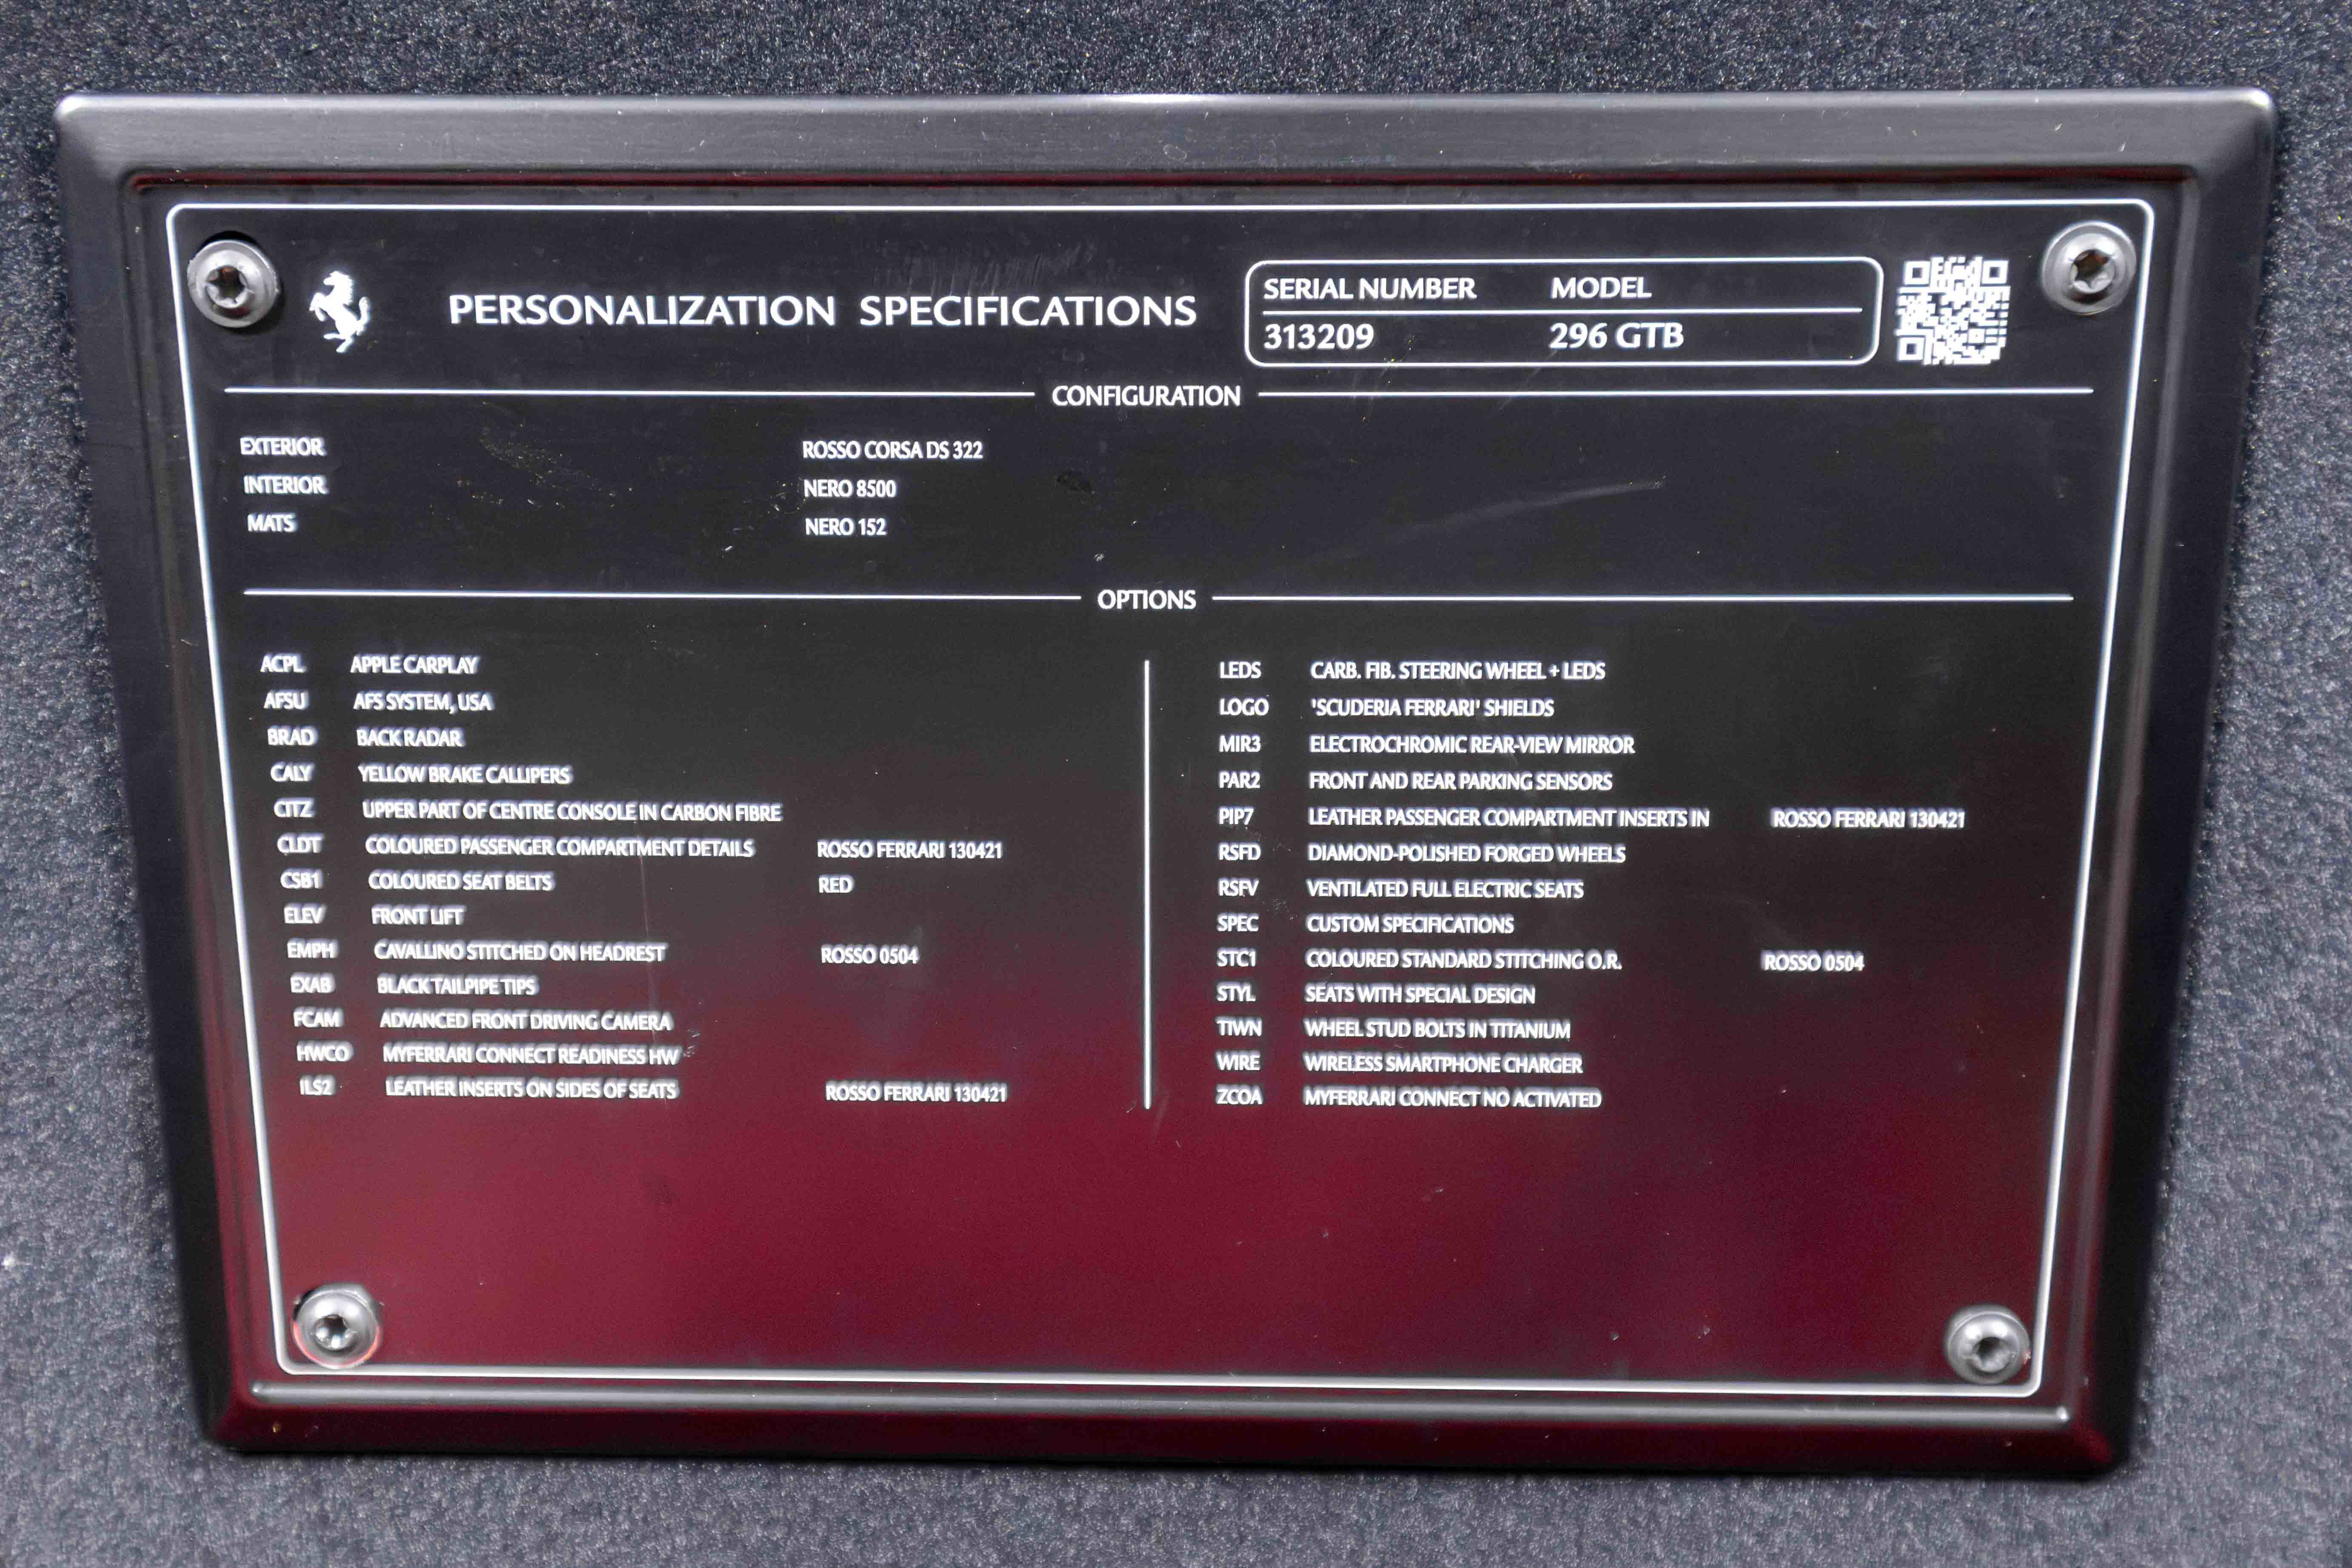 PERSONALIZATION SPECIFICATIONS
SERIAL NUMBER MODEL
313209 296 GTB
CONFIGURATION
EXTERIOR ROSSO CORSA DS 322
INTERIOR NERO 8500
MATS NERO 152
OPTIONS
ACPL APPLE CARPLAY
AFSU AFS SYSTEM, USA
BRAD BACK RADAR
CALY YELLOW BRAKE CALLIPERS
CITZ UPPER PART OF CENTRE CONSOLE IN CARBON FIBRE
CLDT COLOURED PASSENGER COMPARTMENT DETAILS ROSSO FERRARI 130421
CSB1 COLOURED SEAT BELTS RED
ELEV FRONT LIFT
EMPH CAVALLINO STITCHED ON HEADREST ROSSO 0504
EXAB BLACK TAILPIPE TIPS
FCAM ADVANCED FRONT DRIVING CAMERA
HWCO MYFERRARI CONNECT READINESS HW
ILS2 LEATHER INSERTS ON SIDES OF SEATS ROSSO FERRARI 130421
LEDS CARB. FIB. STEERING WHEEL + LEDS
LOGO 'SCUDERIA FERRARI' SHIELDS
MIR3 ELECTROCHROMIC REAR-VIEW MIRROR
PAR2 FRONT AND REAR PARKING SENSORS
PIP7 LEATHER PASSENGER COMPARTMENT INSERTS IN ROSSO FERRARI 130421
RSFD DIAMOND-POLISHED FORGED WHEELS
RSFV VENTILATED FULL ELECTRIC SEATS
SPEC CUSTOM SPECIFICATIONS
STC1 COLOURED STANDARD STITCHING O.R. ROSSO 0504
STYL SEATS WITH SPECIAL DESIGN
TIWN WHEEL STUD BOLTS IN TITANIUM
WIRE WIRELESS SMARTPHONE CHARGER
ZCOA MYFERRARI CONNECT NO ACTIVATED